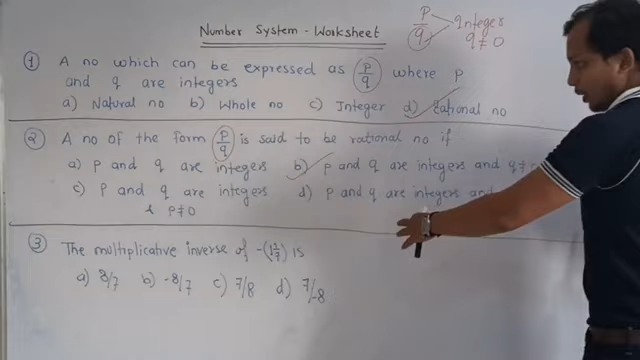 Number System - Worksheet
p/q Integer
q ≠ 0
① A no which can be expressed as p/q where p
and q are integers
a) Natural no b) Whole no c) Integer d) Rational no
② A no of the form p/q is said to be rational no if
a) p and q are integers b) p and q are integers and q≠
c) p and q are integers d) p and q are integers and
& p≠0
③ The multiplicative inverse of -(1 1/7) is
a) 8/7 b) -8/7 c) 7/8 d) 7/-8